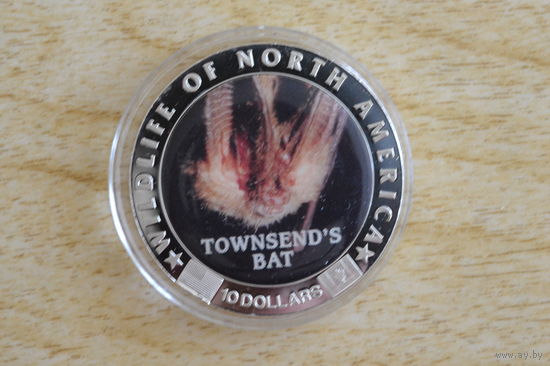 WILDLIFE OF NORTH AMERICA
TOWNSEND'S
BAT
10 DOLLARS
www.ay.by